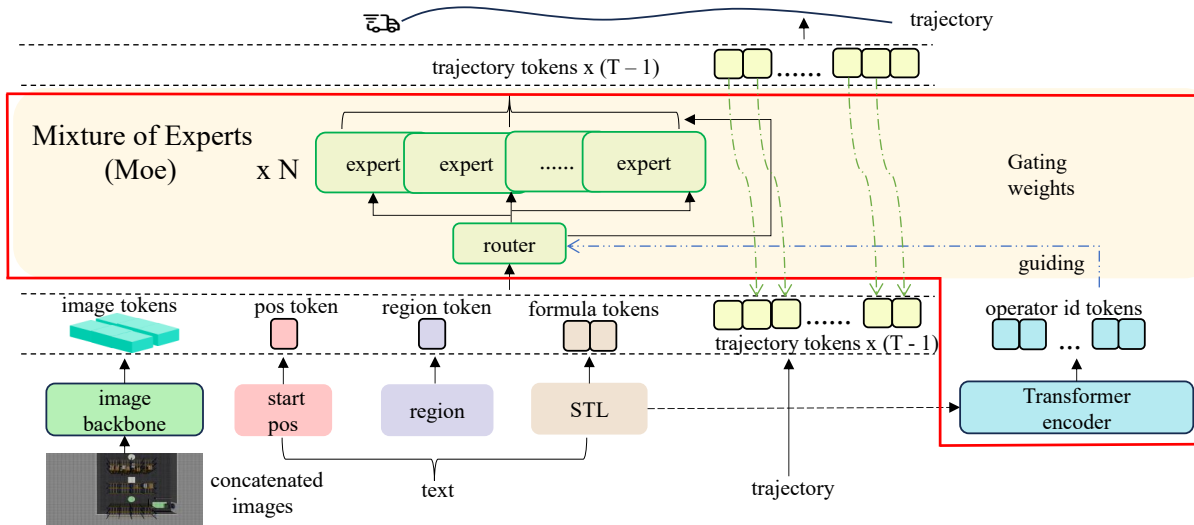 trajectory
trajectory tokens x (T – 1)
......
Mixture of Experts
(Moe)
x N
expert
expert
......
expert
Gating
weights
router
guiding
image tokens
pos token
region token
formula tokens
......
trajectory tokens x (T - 1)
operator id tokens
...
image
backbone
start
pos
region
STL
Transformer
encoder
concatenated
images
text
trajectory